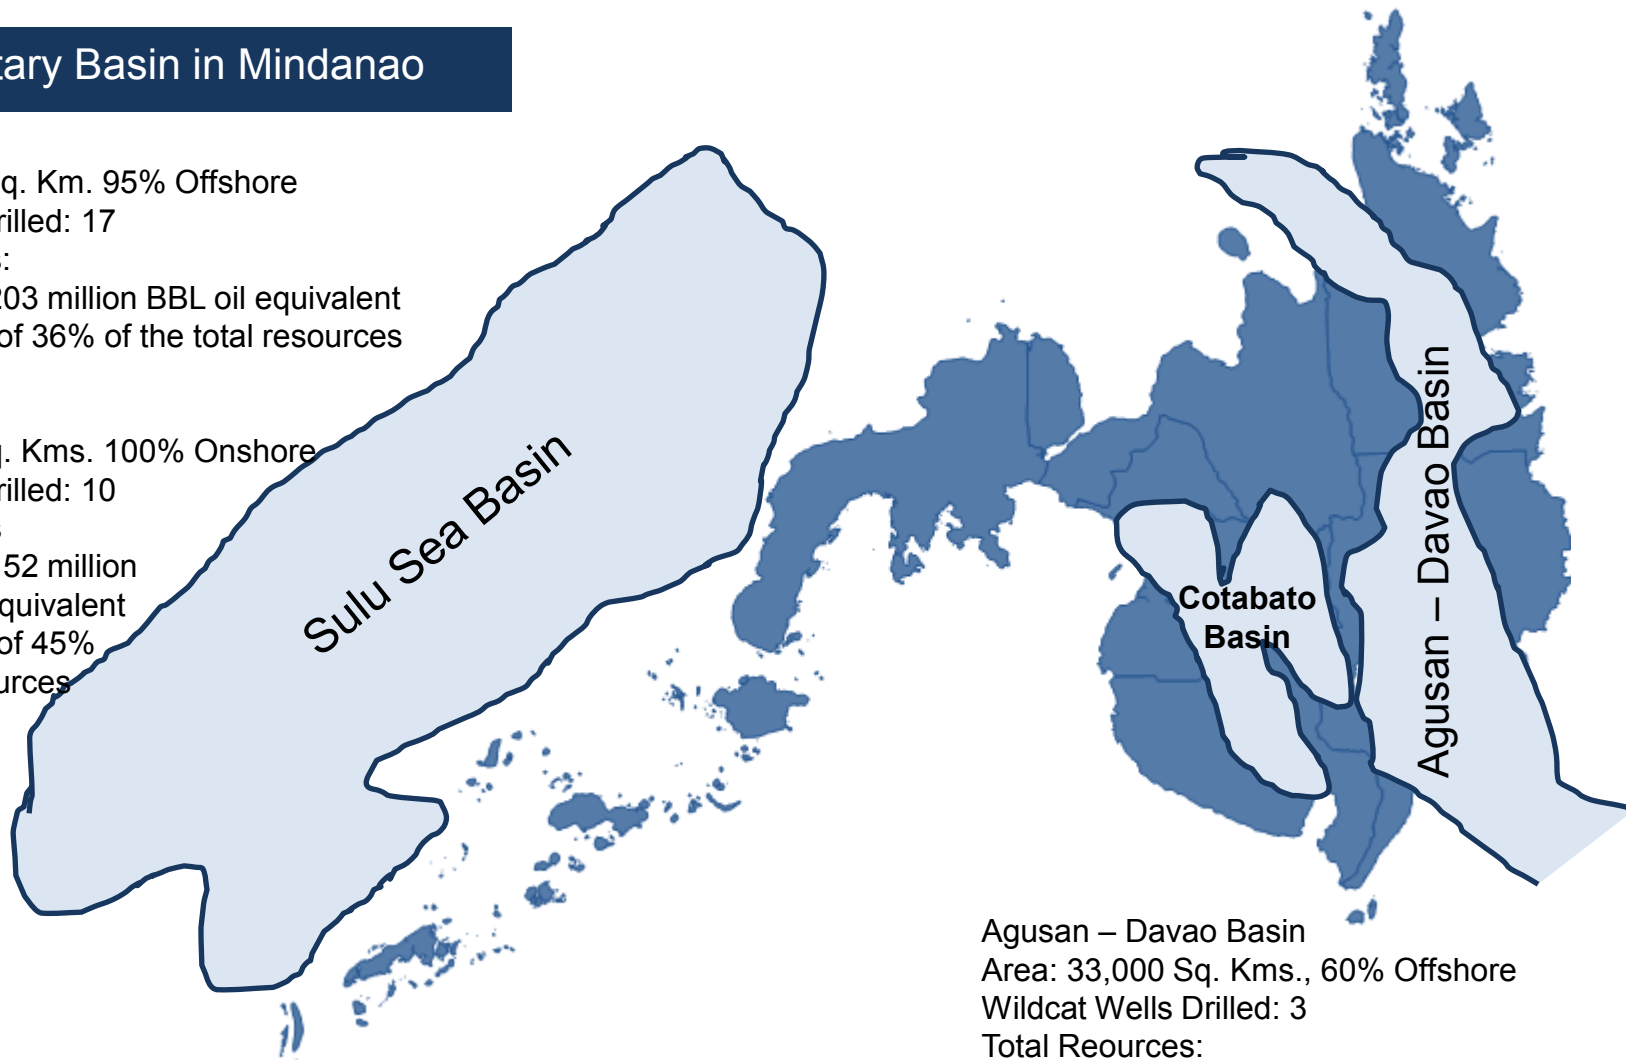 tary Basin in Mindanao
q. Km. 95% Offshore
rilled: 17
s:
203 million BBL oil equivalent
of 36% of the total resources
q. Kms. 100% Onshore
rilled: 10
s
52 million
equivalent
of 45%
urces
Sulu Sea Basin
Cotabato
Basin
Agusan – Davao Basin
Agusan – Davao Basin
Area: 33,000 Sq. Kms., 60% Offshore
Wildcat Wells Drilled: 3
Total Reources: